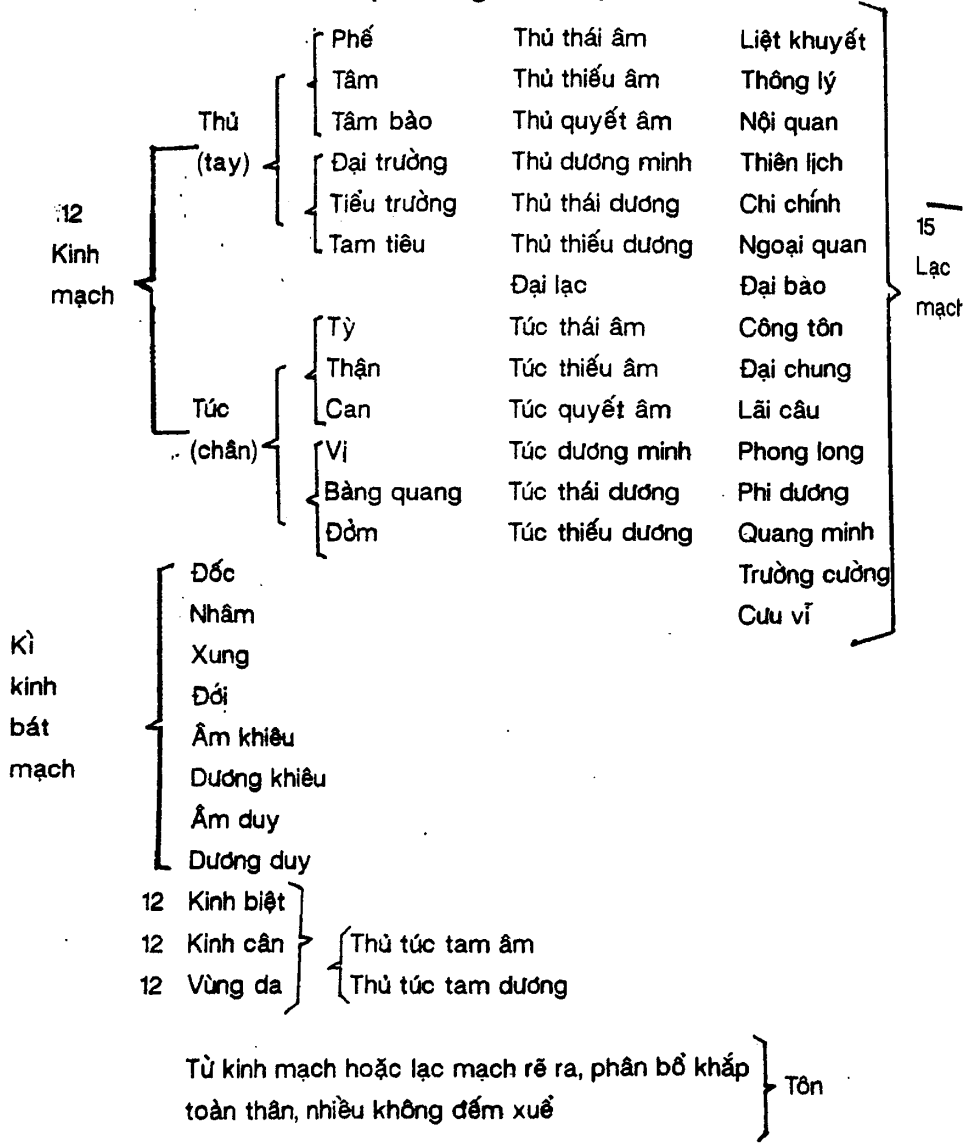 Phế Thủ thái âm Liệt khuyết
Tâm Thủ thiếu âm Thông lý
Thủ Tâm bào Thủ quyết âm Nội quan
(tay) Đại trường Thủ dương minh Thiên lịch
12 Tiểu trường Thủ thái dương Chi chính 15
Kinh Tam tiêu Thủ thiếu dương Ngoại quan Lạc
mạch Đại lạc Đại bào mạch
Tỳ Túc thái âm Công tôn
Thận Túc thiếu âm Đại chung
Túc Can Túc quyết âm Lãi câu
(chân) Vị Túc dương minh Phong long
Bàng quang Túc thái dương Phi dương
Đởm Túc thiếu dương Quang minh
Đốc Trường cường
Nhâm Cưu vĩ
Kì Xung
kinh Đới
bát Âm khiêu
mạch Dương khiêu
Âm duy
Dương duy
12 Kinh biệt
12 Kinh cân Thủ túc tam âm
12 Vùng da Thủ túc tam dương
Từ kinh mạch hoặc lạc mạch rẽ ra, phân bổ khắp
toàn thân, nhiều không đếm xuể Tôn